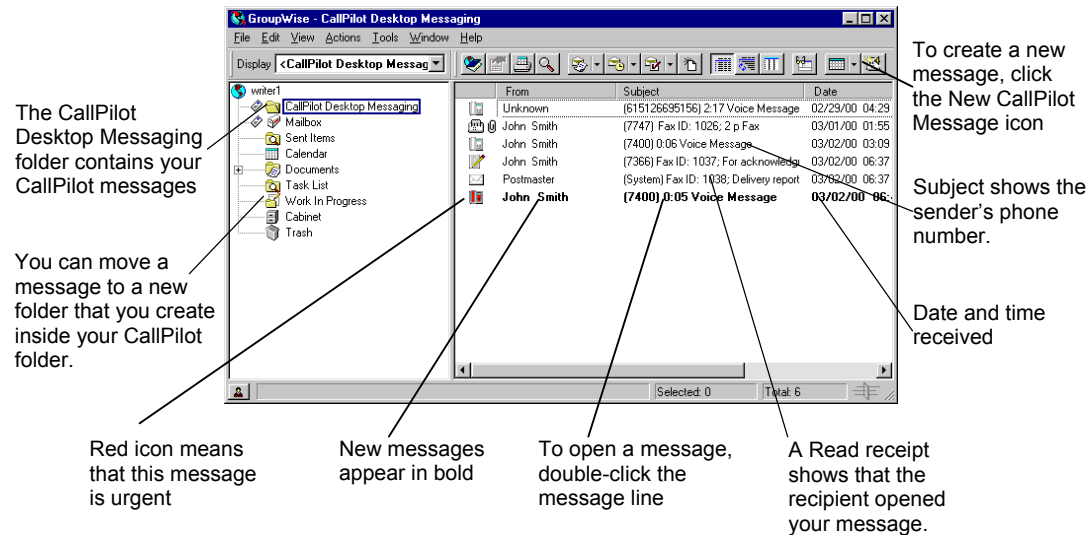 GroupWise - CallPilot Desktop Messaging
File Edit View Actions Tools Window Help
Display <CallPilot Desktop Messag
writer1
CallPilot Desktop Messaging
Mailbox
Sent Items
Calendar
Documents
Task List
Work In Progress
Cabinet
Trash
From Subject Date
Unknown (615126695156) 2:17 Voice Message 02/29/00 04:29
John Smith (7747) Fax ID: 1026; 2 p Fax 03/01/00 01:55
John Smith (7400) 0:06 Voice Message 03/02/00 03:09
John Smith (7366) Fax ID: 1037; For acknowledg 03/02/00 06:37
Postmaster (System) Fax ID: 1038; Delivery report 03/02/00 06:37
John Smith (7400) 0:05 Voice Message 03/02/00 06:
Selected: 0 Total: 6
The CallPilot
Desktop Messaging
folder contains your
CallPilot messages
You can move a
message to a new
folder that you create
inside your CallPilot
folder.
To create a new
message, click
the New CallPilot
Message icon
Subject shows the
sender’s phone
number.
Date and time
received
Red icon means
that this message
is urgent
New messages
appear in bold
To open a message,
double-click the
message line
A Read receipt
shows that the
recipient opened
your message.